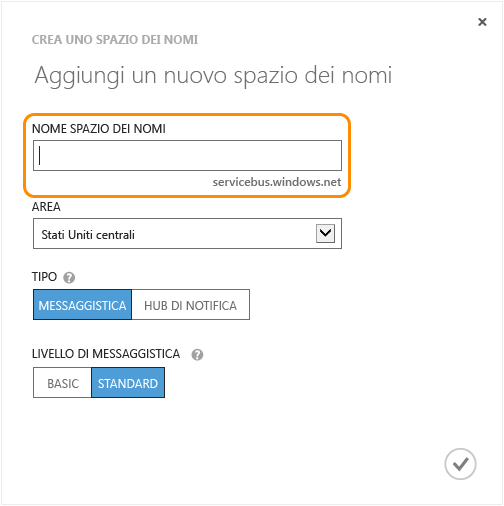 CREA UNO SPAZIO DEI NOMI
Aggiungi un nuovo spazio dei nomi
NOME SPAZIO DEI NOMI
servicebus.windows.net
AREA
Stati Uniti centrali
TIPO ?
MESSAGGISTICA HUB DI NOTIFICA
LIVELLO DI MESSAGGISTICA ?
BASIC STANDARD